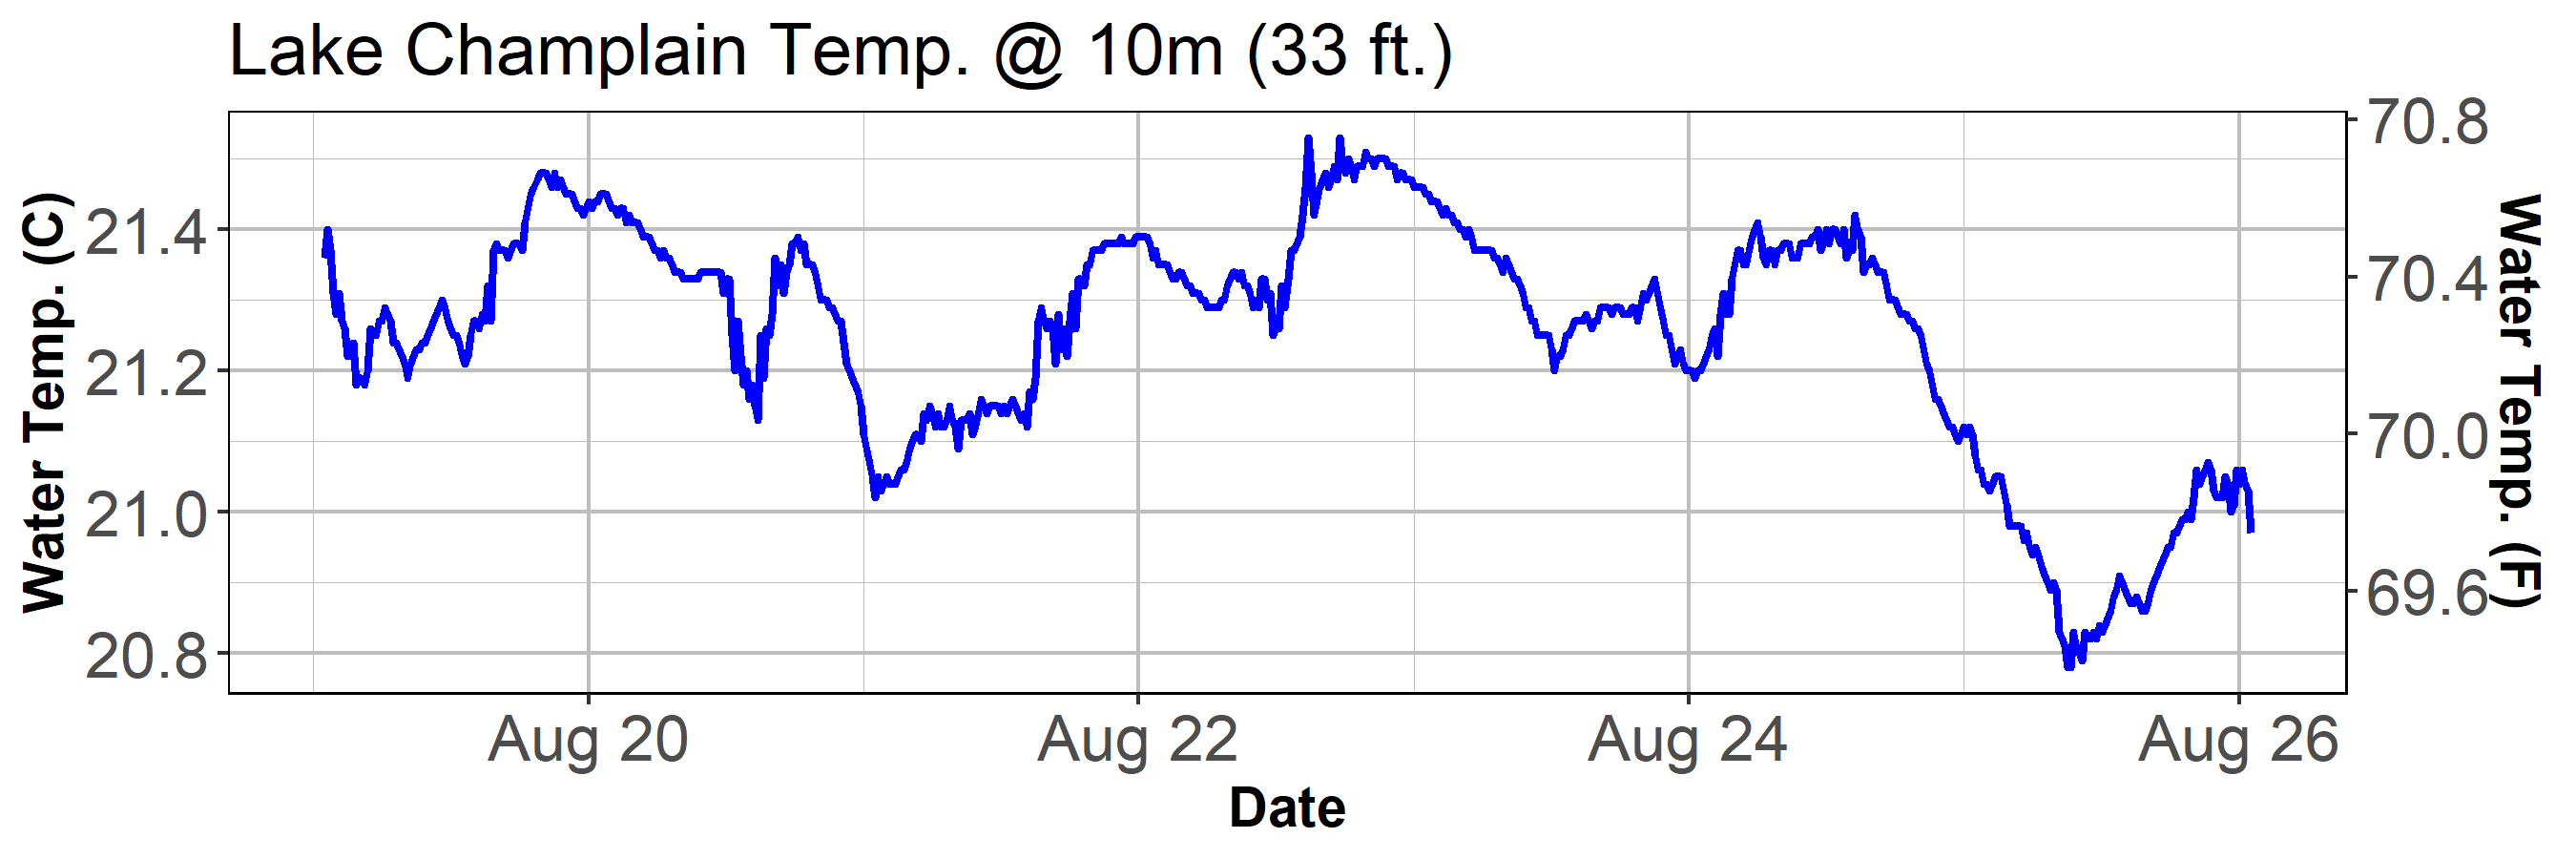 Lake Champlain Temp. @ 10m (33 ft.)
Water Temp. (C)
21.4
21.2
21.0
20.8
70.8
70.4
70.0
69.6
Water Temp. (F)
Aug 20
Aug 22
Aug 24
Aug 26
Date